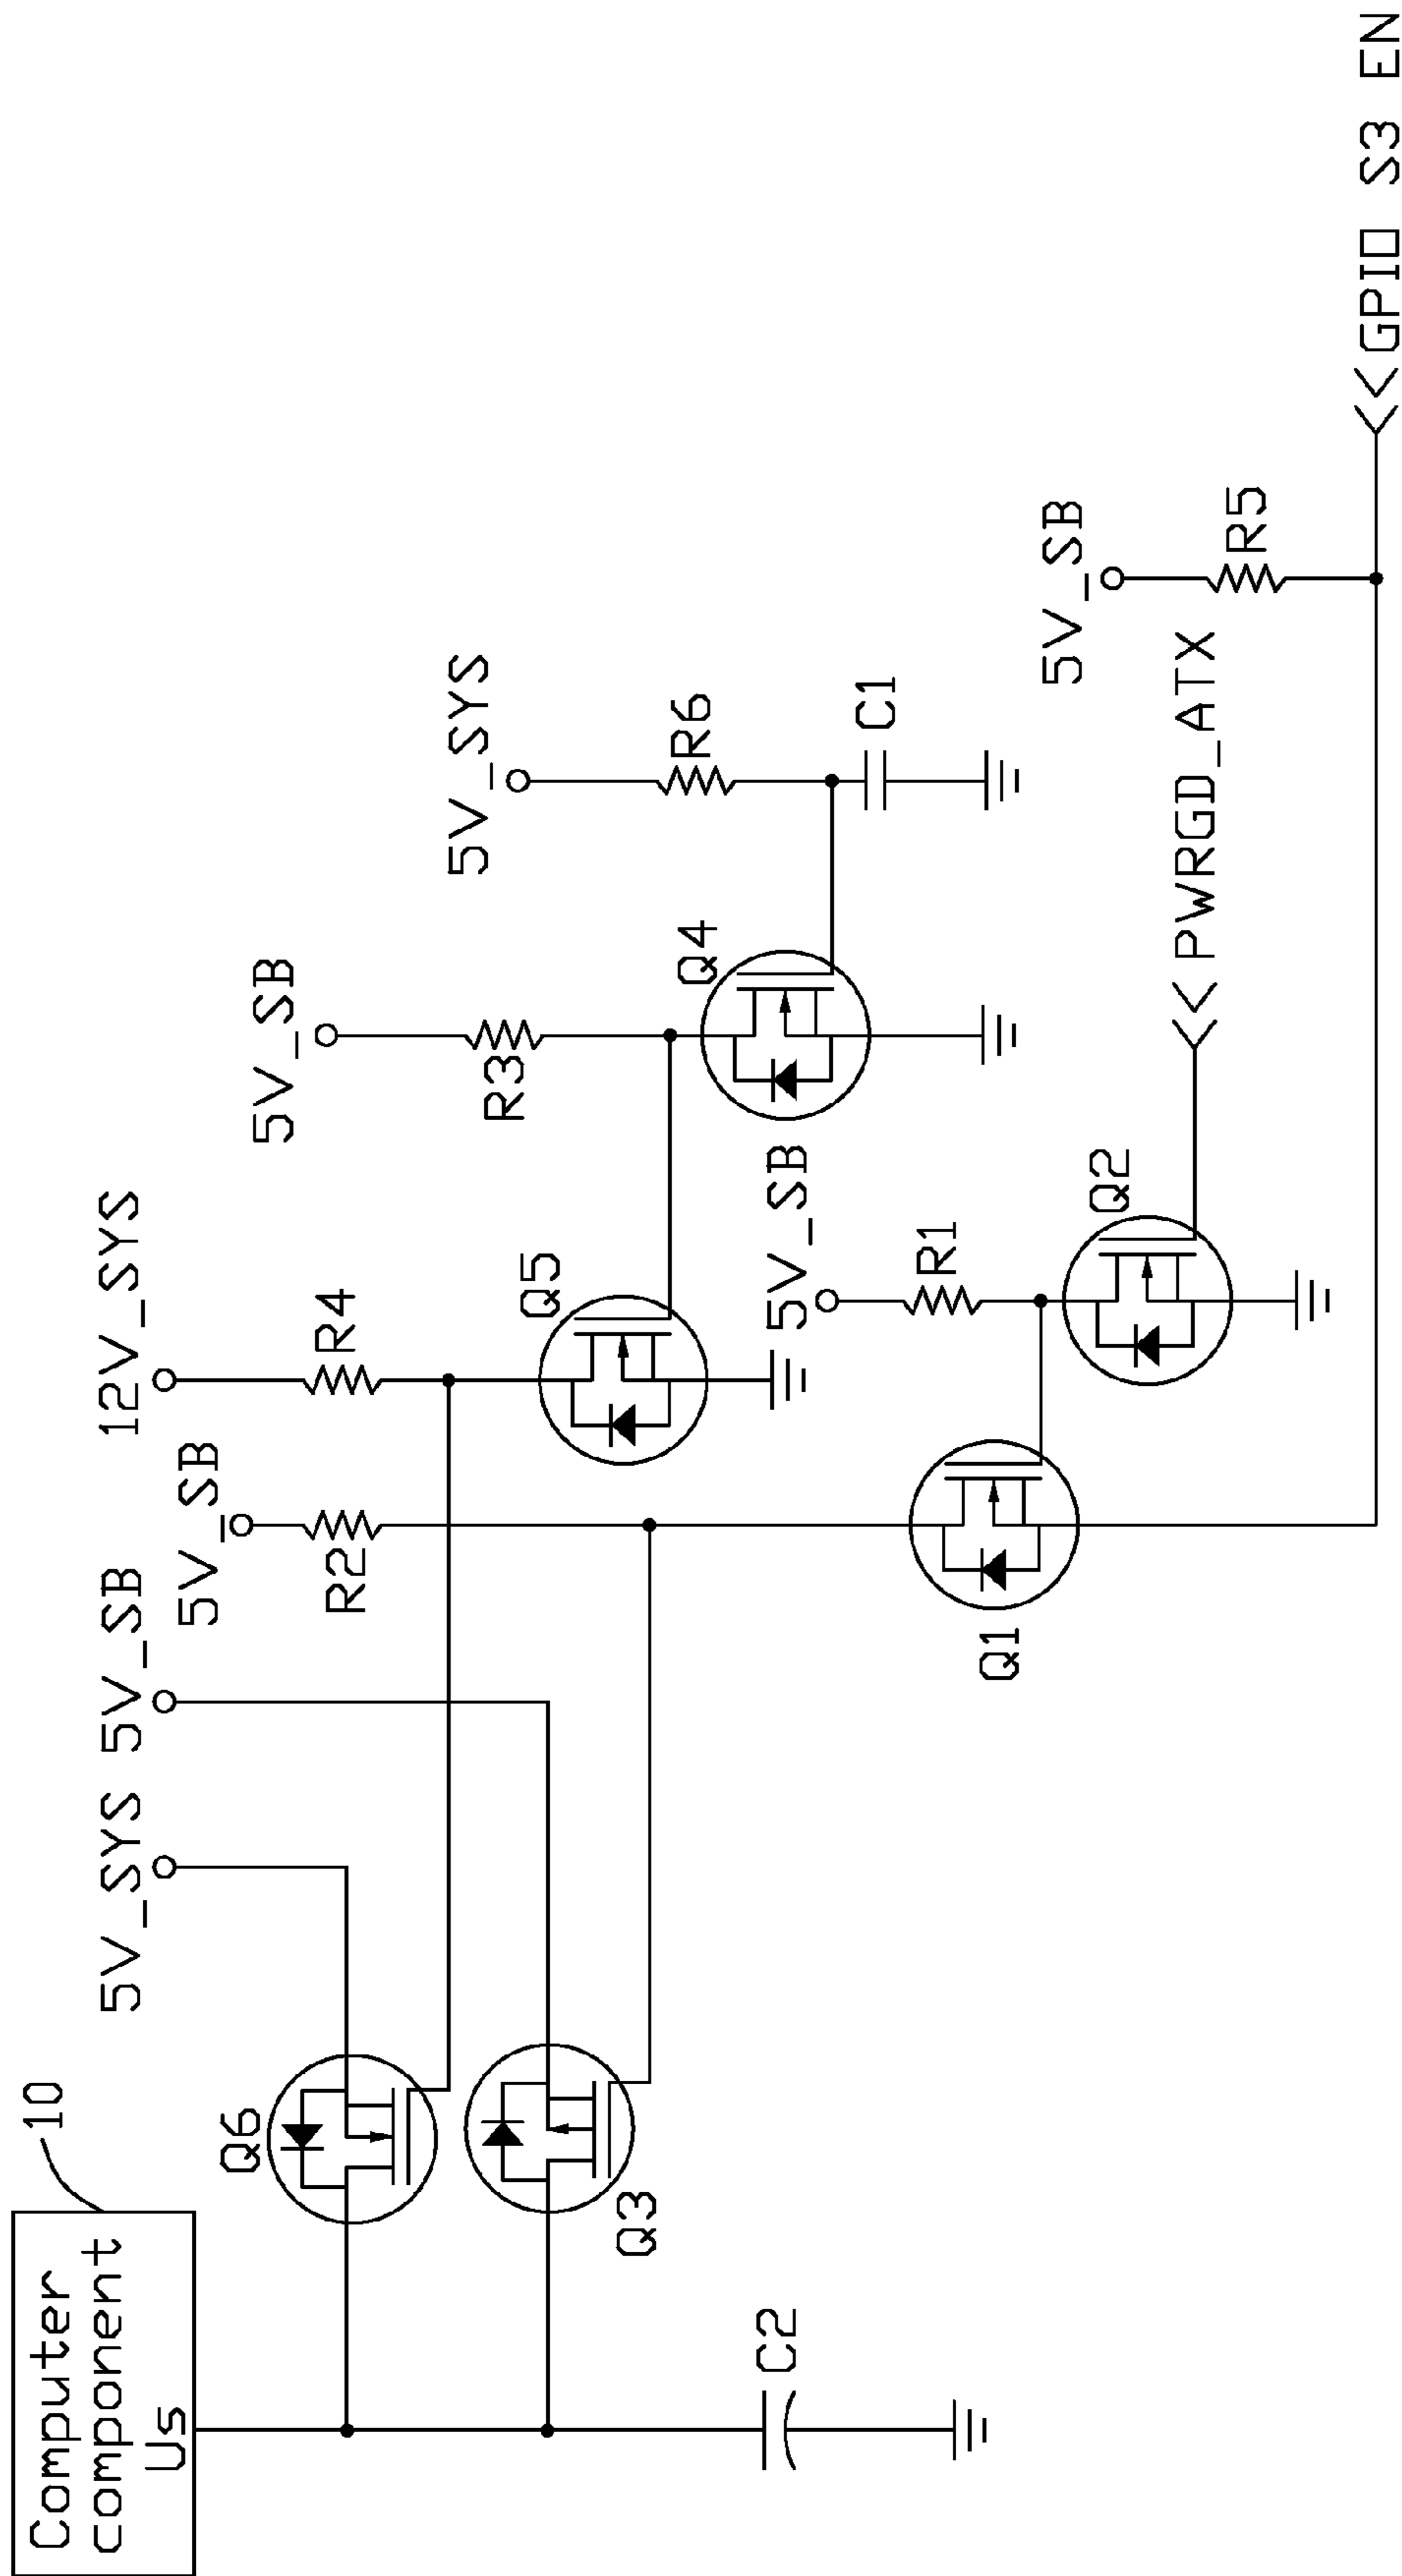 10
Computer
component
Us
5V_SYS
5V_SB
5V_SB
12V_SYS
R2
R4
Q6
Q3
Q5
5V_SB
R3
5V_SYS
R6
Q4
C1
C2
5V_SB
R1
Q1
Q2
PWRGD_ATX
5V_SB
R5
GPIO_S3_EN